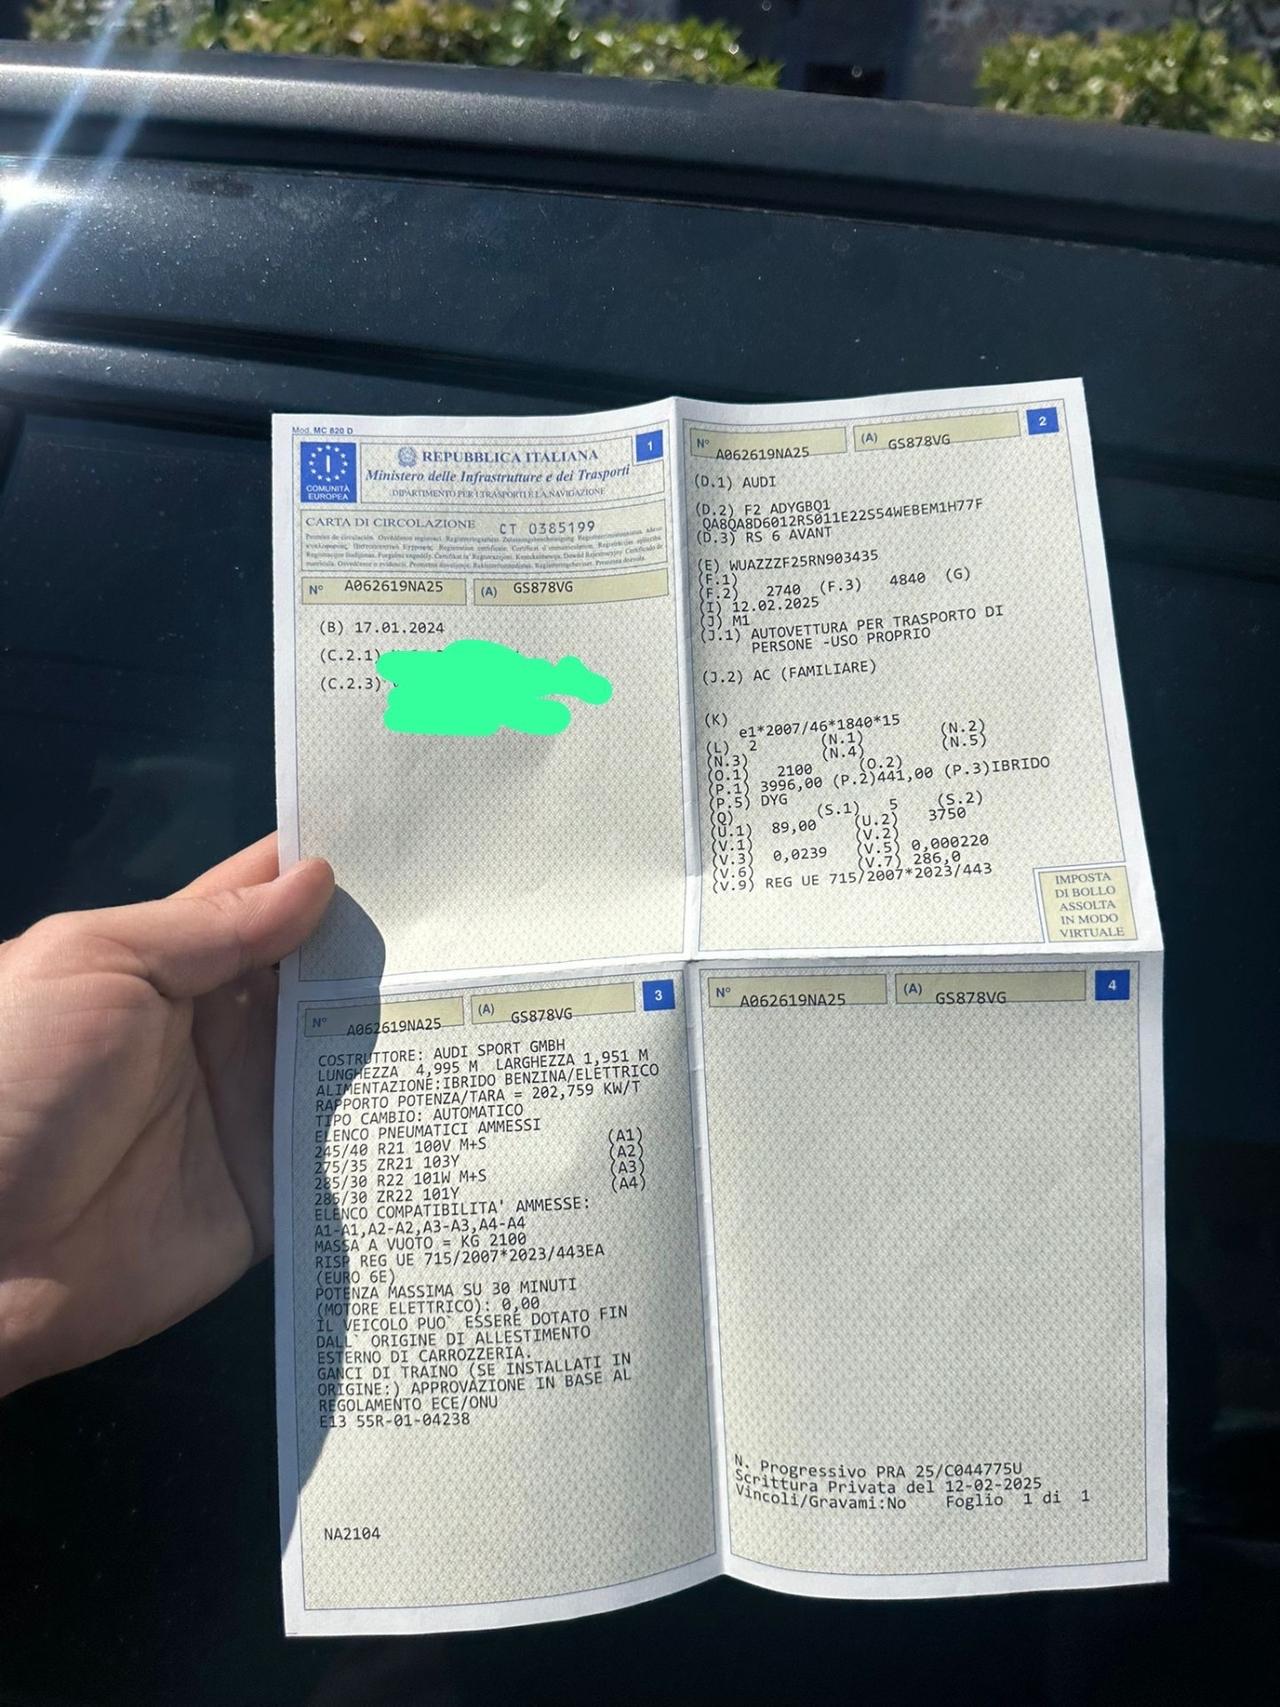 Mod. MC 820 D
1
COMUNITÀ
EUROPEA
I
REPUBBLICA ITALIANA
Ministero delle Infrastrutture e dei Trasporti
DIPARTIMENTO PER I TRASPORTI E LA NAVIGAZIONE
CARTA DI CIRCOLAZIONE CT 0385199
N° A062619NA25 (A) GS878VG
(B) 17.01.2024
(C.2.1)
(C.2.3)
2
N° A062619NA25 (A) GS878VG
(D.1) AUDI
(D.2) F2 ADYGBQ1
QA8QA8D6012RS011E22S54WEBEM1H77F
(D.3) RS 6 AVANT
(E) WUAZZZF25RN903435
(F.1)
(F.2) 2740 (F.3) 4840 (G)
(I) 12.02.2025
(J) M1
(J.1) AUTOVETTURA PER TRASPORTO DI
PERSONE -USO PROPRIO
(J.2) AC (FAMILIARE)
(K)
e1*2007/46*1840*15
(L) 2 (N.1) (N.2)
(N.3) (N.4) (N.5)
(O.1) 2100 (O.2)
(P.1) 3996,00 (P.2)441,00 (P.3)IBRIDO
(P.5) DYG
(Q) (S.1) 5 (S.2)
(U.1) 89,00 (U.2) 3750
(V.1) (V.2)
(V.3) 0,0239 (V.5) 0,000220
(V.6) (V.7) 286,0
(V.9) REG UE 715/2007*2023/443
IMPOSTA
DI BOLLO
ASSOLTA
IN MODO
VIRTUALE
3
N° A062619NA25 (A) GS878VG
COSTRUTTORE: AUDI SPORT GMBH
LUNGHEZZA 4,995 M LARGHEZZA 1,951 M
ALIMENTAZIONE:IBRIDO BENZINA/ELETTRICO
RAPPORTO POTENZA/TARA = 202,759 KW/T
TIPO CAMBIO: AUTOMATICO
ELENCO PNEUMATICI AMMESSI
245/40 R21 100V M+S (A1)
275/35 ZR21 103Y (A2)
285/30 R22 101W M+S (A3)
285/30 ZR22 101Y (A4)
ELENCO COMPATIBILITA' AMMESSE:
A1-A1,A2-A2,A3-A3,A4-A4
MASSA A VUOTO = KG 2100
RISP REG UE 715/2007*2023/443EA
(EURO 6E)
POTENZA MASSIMA SU 30 MINUTI
(MOTORE ELETTRICO): 0,00
IL VEICOLO PUO` ESSERE DOTATO FIN
DALL` ORIGINE DI ALLESTIMENTO
ESTERNO DI CARROZZERIA.
GANCI DI TRAINO (SE INSTALLATI IN
ORIGINE:) APPROVAZIONE IN BASE AL
REGOLAMENTO ECE/ONU
E13 55R-01-04238
NA2104
4
N° A062619NA25 (A) GS878VG
N. Progressivo PRA 25/C044775U
Scrittura Privata del 12-02-2025
Vincoli/Gravami:No Foglio 1 di 1